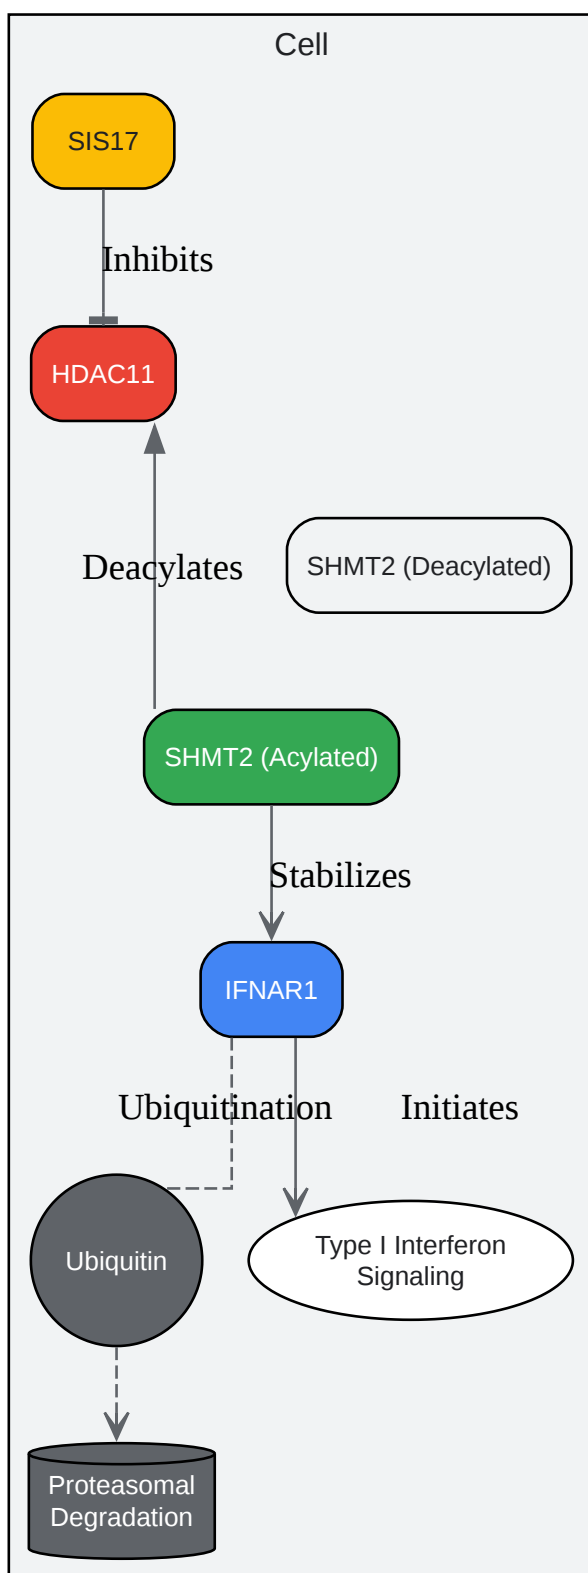 Cell
SIS17
Inhibits
HDAC11
SHMT2 (Deacylated)
Deacylates
SHMT2 (Acylated)
Stabilizes
IFNAR1
Ubiquitination
Initiates
Ubiquitin
Type I Interferon
Signaling
Proteasomal
Degradation